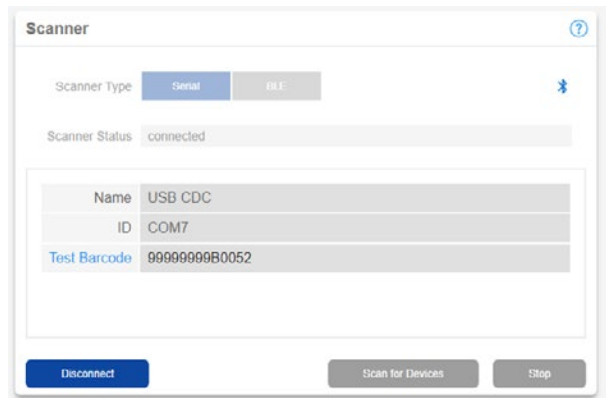 Scanner
Scanner Type Serial BLE
Scanner Status connected
Name USB CDC
ID COM7
Test Barcode 99999999B0052
Disconnect Scan for Devices Stop